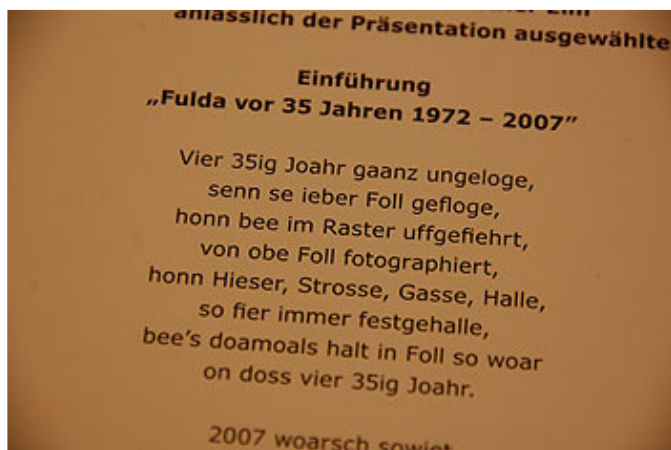 anlässlich der Präsentation ausgewählte
Einführung
„Fulda vor 35 Jahren 1972 – 2007”
Vier 35ig Joahr gaanz ungeloge,
senn se ieber Foll gefloge,
honn bee im Raster uffgefiehrt,
von obe Foll fotographiert,
honn Hieser, Strosse, Gasse, Halle,
so fier immer festgehalle,
bee’s doamoals halt in Foll so woar
on doss vier 35ig Joahr.
2007 woarsch sowiet